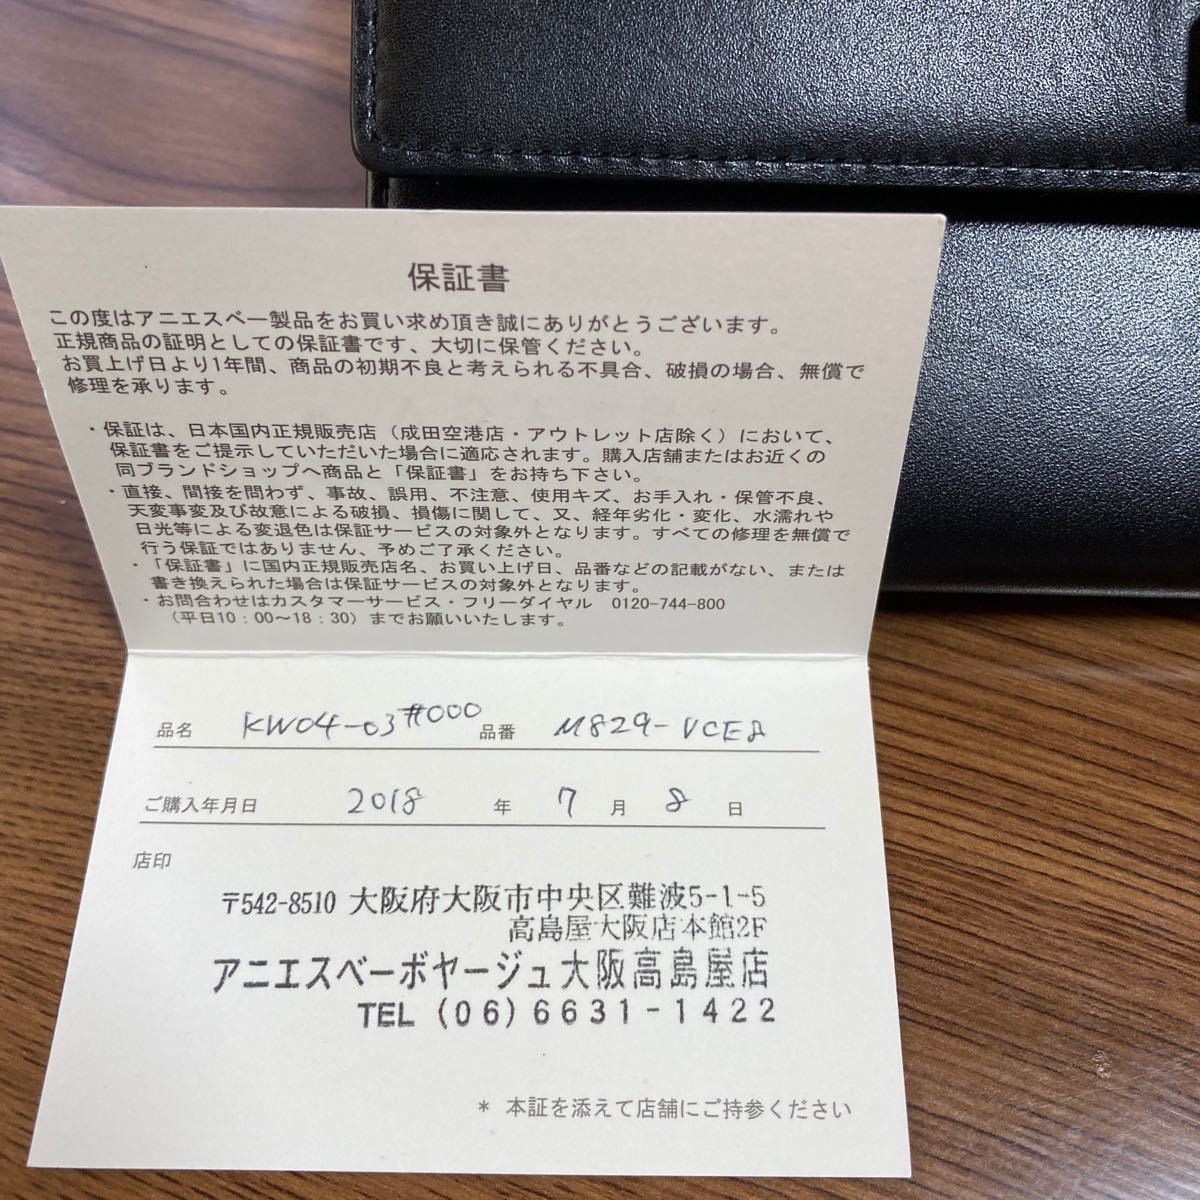 保証書
この度はアニエスベー製品をお買い求め頂き誠にありがとうございます。
正規商品の証明としての保証書です、大切に保管ください。
お買上げ日より1年間、商品の初期不良と考えられる不具合、破損の場合、無償で
修理を承ります。
・保証は、日本国内正規販売店（成田空港店・アウトレット店除く）において、
保証書をご提示していただいた場合に適応されます。購入店舗またはお近くの
同ブランドショップへ商品と「保証書」をお持ち下さい。
・直接、間接を問わず、事故、誤用、不注意、使用キズ、お手入れ・保管不良、
天変事変及び故意による破損、損傷に関して、又、経年劣化・変化、水濡れや
日光等による変退色は保証サービスの対象外となります。すべての修理を無償で
行う保証ではありません、予めご了承ください。
・「保証書」に国内正規販売店名、お買い上げ日、品番などの記載がない、または
書き換えられた場合は保証サービスの対象外となります。
・お問合わせはカスタマーサービス・フリーダイヤル 0120-744-800
（平日10：00～18：30）までお願いいたします。
品名 KW04-03#000 品番 M829-VCE8
ご購入年月日 2018 年 7 月 8 日
店印
〒542-8510 大阪府大阪市中央区難波5-1-5
高島屋大阪店本館2F
アニエスベーボヤージュ大阪高島屋店
TEL (06)6631-1422
* 本証を添えて店舗にご持参ください